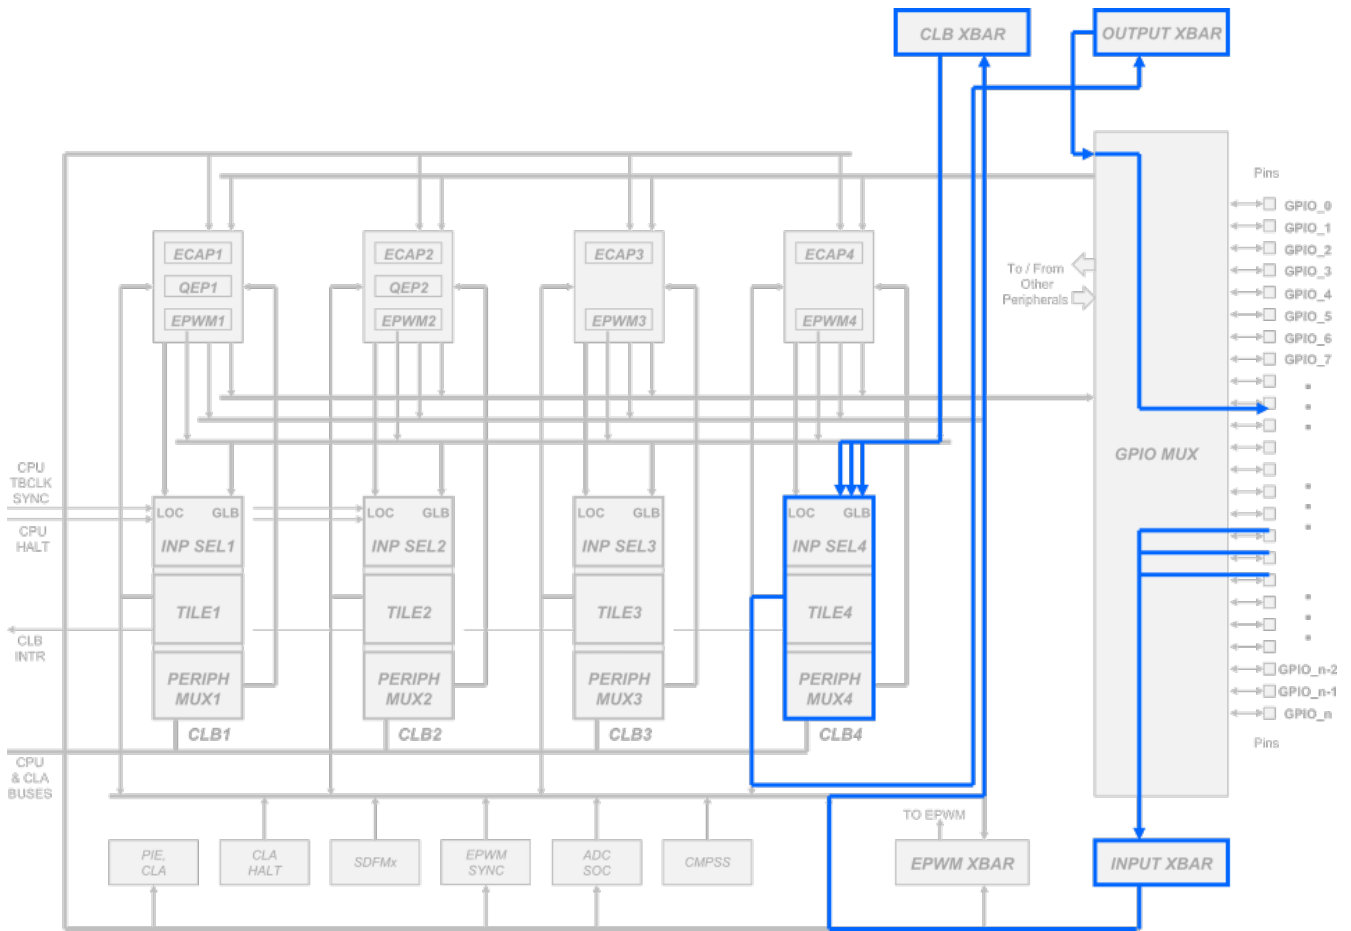 CLB XBAR
OUTPUT XBAR
Pins
GPIO_0
GPIO_1
GPIO_2
GPIO_3
GPIO_4
GPIO_5
GPIO_6
GPIO_7
To / From
Other
Peripherals
ECAP1
QEP1
EPWM1
ECAP2
QEP2
EPWM2
ECAP3
EPWM3
ECAP4
EPWM4
GPIO MUX
CPU
TBCLK
SYNC
CPU
HALT
LOC GLB
INP SEL1
LOC GLB
INP SEL2
LOC GLB
INP SEL3
LOC GLB
INP SEL4
TILE1
TILE2
TILE3
TILE4
CLB
INTR
PERIPH
MUX1
PERIPH
MUX2
PERIPH
MUX3
PERIPH
MUX4
GPIO_n-2
GPIO_n-1
GPIO_n
Pins
CLB1
CLB2
CLB3
CLB4
CPU
& CLA
BUSES
TO EPWM
PIE,
CLA
CLA
HALT
SDFMx
EPWM
SYNC
ADC
SOC
CMPSS
EPWM XBAR
INPUT XBAR